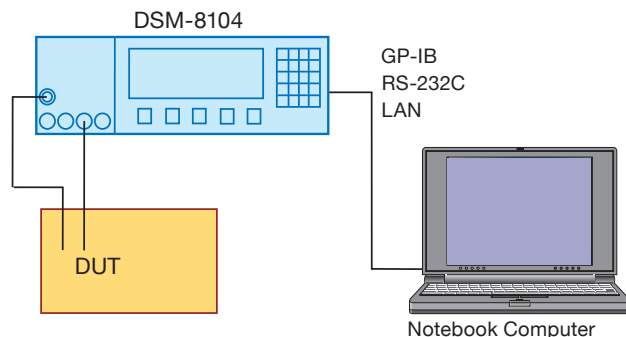 DSM-8104
GP-IB
RS-232C
LAN
DUT
Notebook Computer